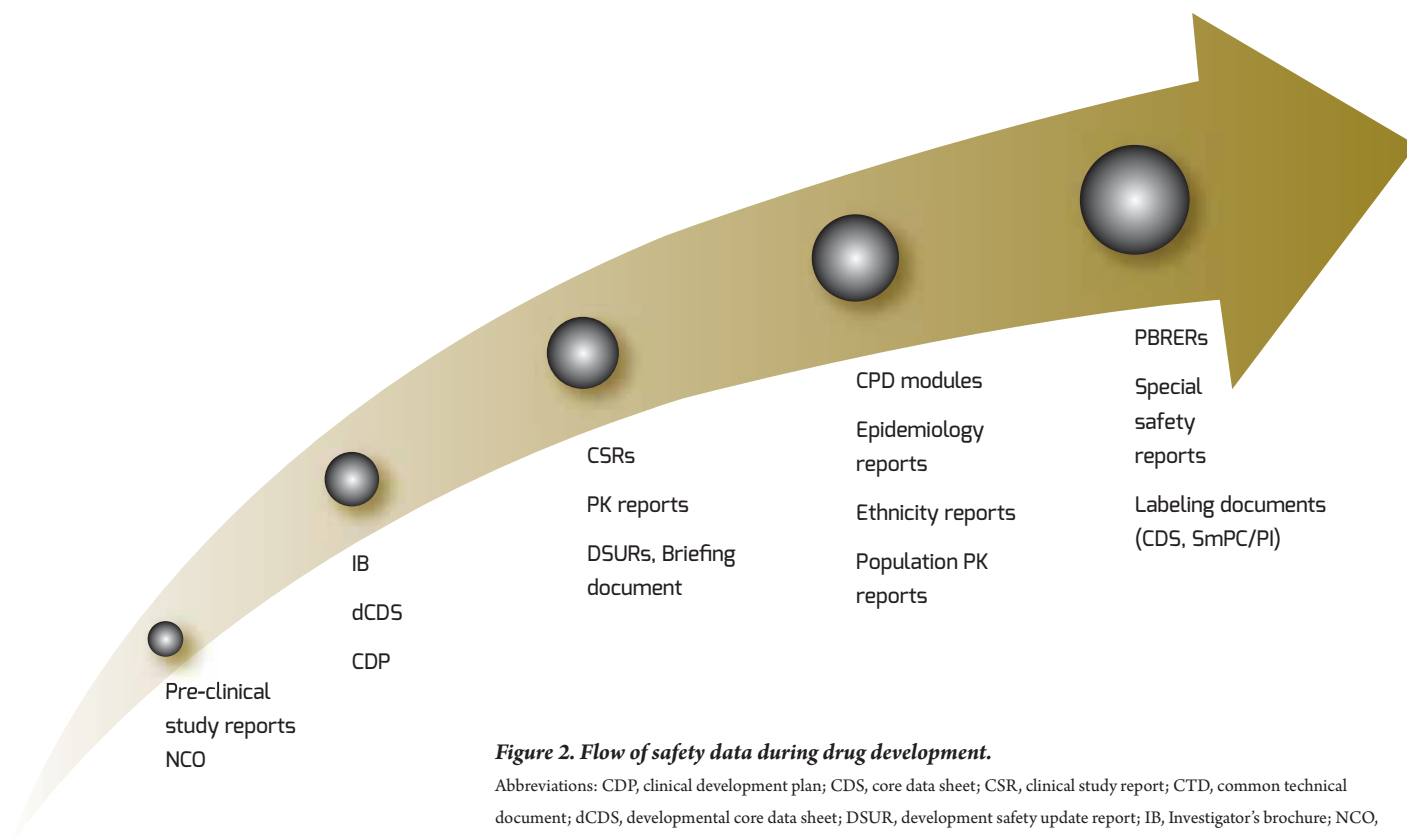 Pre-clinical
study reports
NCO
IB
dCDS
CDP
CSRs
PK reports
DSURs, Briefing
document
CPD modules
Epidemiology
reports
Ethnicity reports
Population PK
reports
PBRERs
Special
safety
reports
Labeling documents
(CDS, SmPC/PI)
Figure 2. Flow of safety data during drug development.
Abbreviations: CDP, clinical development plan; CDS, core data sheet; CSR, clinical study report; CTD, common technical
document; dCDS, developmental core data sheet; DSUR, development safety update report; IB, Investigator's brochure; NCO,